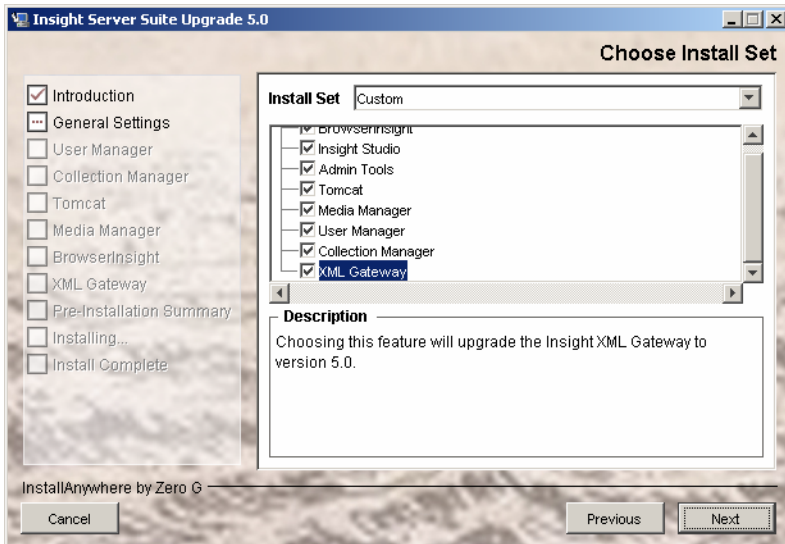 Insight Server Suite Upgrade 5.0
Choose Install Set
Introduction
General Settings
User Manager
Collection Manager
Tomcat
Media Manager
BrowserInsight
XML Gateway
Pre-Installation Summary
Installing...
Install Complete
Install Set Custom
BrowserInsight
Insight Studio
Admin Tools
Tomcat
Media Manager
User Manager
Collection Manager
XML Gateway
Description
Choosing this feature will upgrade the Insight XML Gateway to
version 5.0.
InstallAnywhere by Zero G
Cancel Previous Next